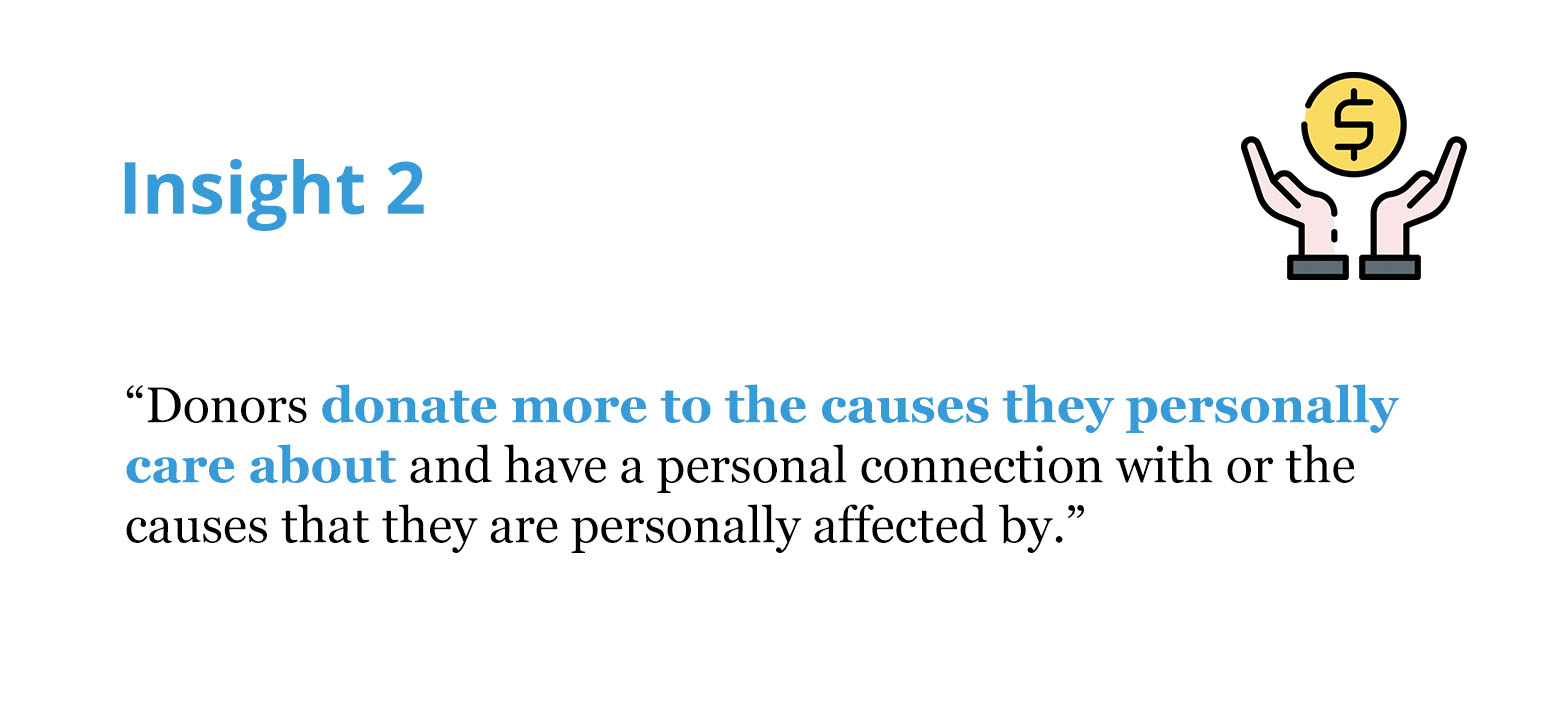 Insight 2
“Donors donate more to the causes they personally
care about and have a personal connection with or the
causes that they are personally affected by.”